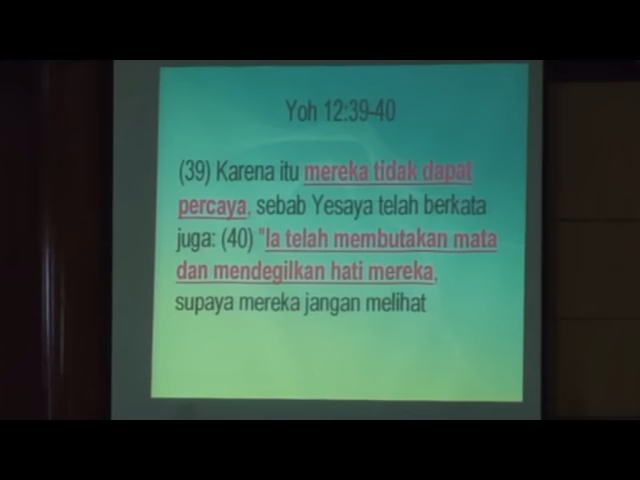 Yoh 12:39-40
(39) Karena itu mereka tidak dapat
percaya, sebab Yesaya telah berkata
juga: (40) "Ia telah membutakan mata
dan mendegilkan hati mereka,
supaya mereka jangan melihat